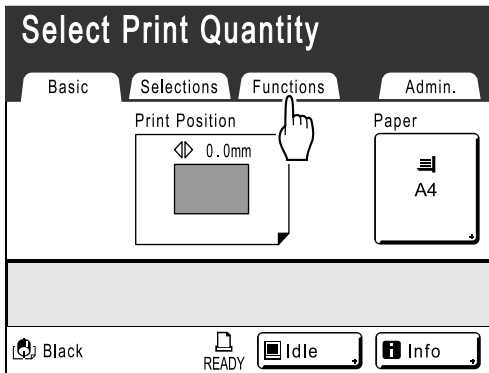 Select Print Quantity
Basic Selections Functions Admin.
Print Position Paper
0.0mm
A4
Black READY Idle Info